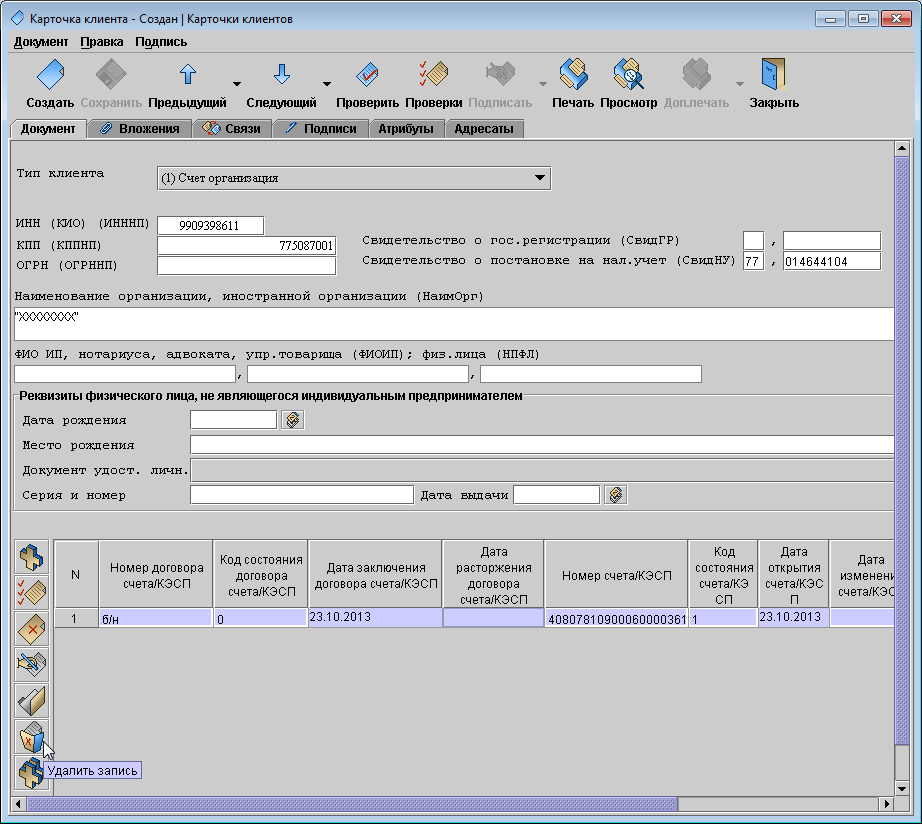 Карточка клиента - Создан | Карточки клиентов
Документ Правка Подпись
Создать Сохранить Предыдущий Следующий Проверить Проверки Подписать Печать Просмотр Доп.печать Закрыть
Документ Вложения Связи Подписи Атрибуты Адресаты
Тип клиента (1) Счет организация
ИНН (КИО) (ИНННП) 9909398611
КПП (КППНП) 775087001
Свидетельство о гос.регистрации (СвидГР) ,
ОГРН (ОГРННП)
Свидетельство о постановке на нал.учет (СвидНУ) 77 , 014644104
Наименование организации, иностранной организации (НаимОрг)
"XXXXXXXX"
ФИО ИП, нотариуса, адвоката, упр.товарища (ФИОИП); физ.лица (НПФЛ)
, ,
Реквизиты физического лица, не являющегося индивидуальным предпринимателем
Дата рождения
Место рождения
Документ удост. личн.
Серия и номер Дата выдачи
N
Номер договора
счета/КЭСП
Код состояния
договора
счета/КЭСП
Дата заключения
договора счета/КЭСП
Дата
расторжения
договора
счета/КЭСП
Номер счета/КЭСП
Код
состояния
счета/КЭ
СП
Дата
открытия
счета/КЭС
П
Дата
изменени
счета/КЭС
1 б/н 0 23.10.2013 40807810900060000361 1 23.10.2013
Удалить запись